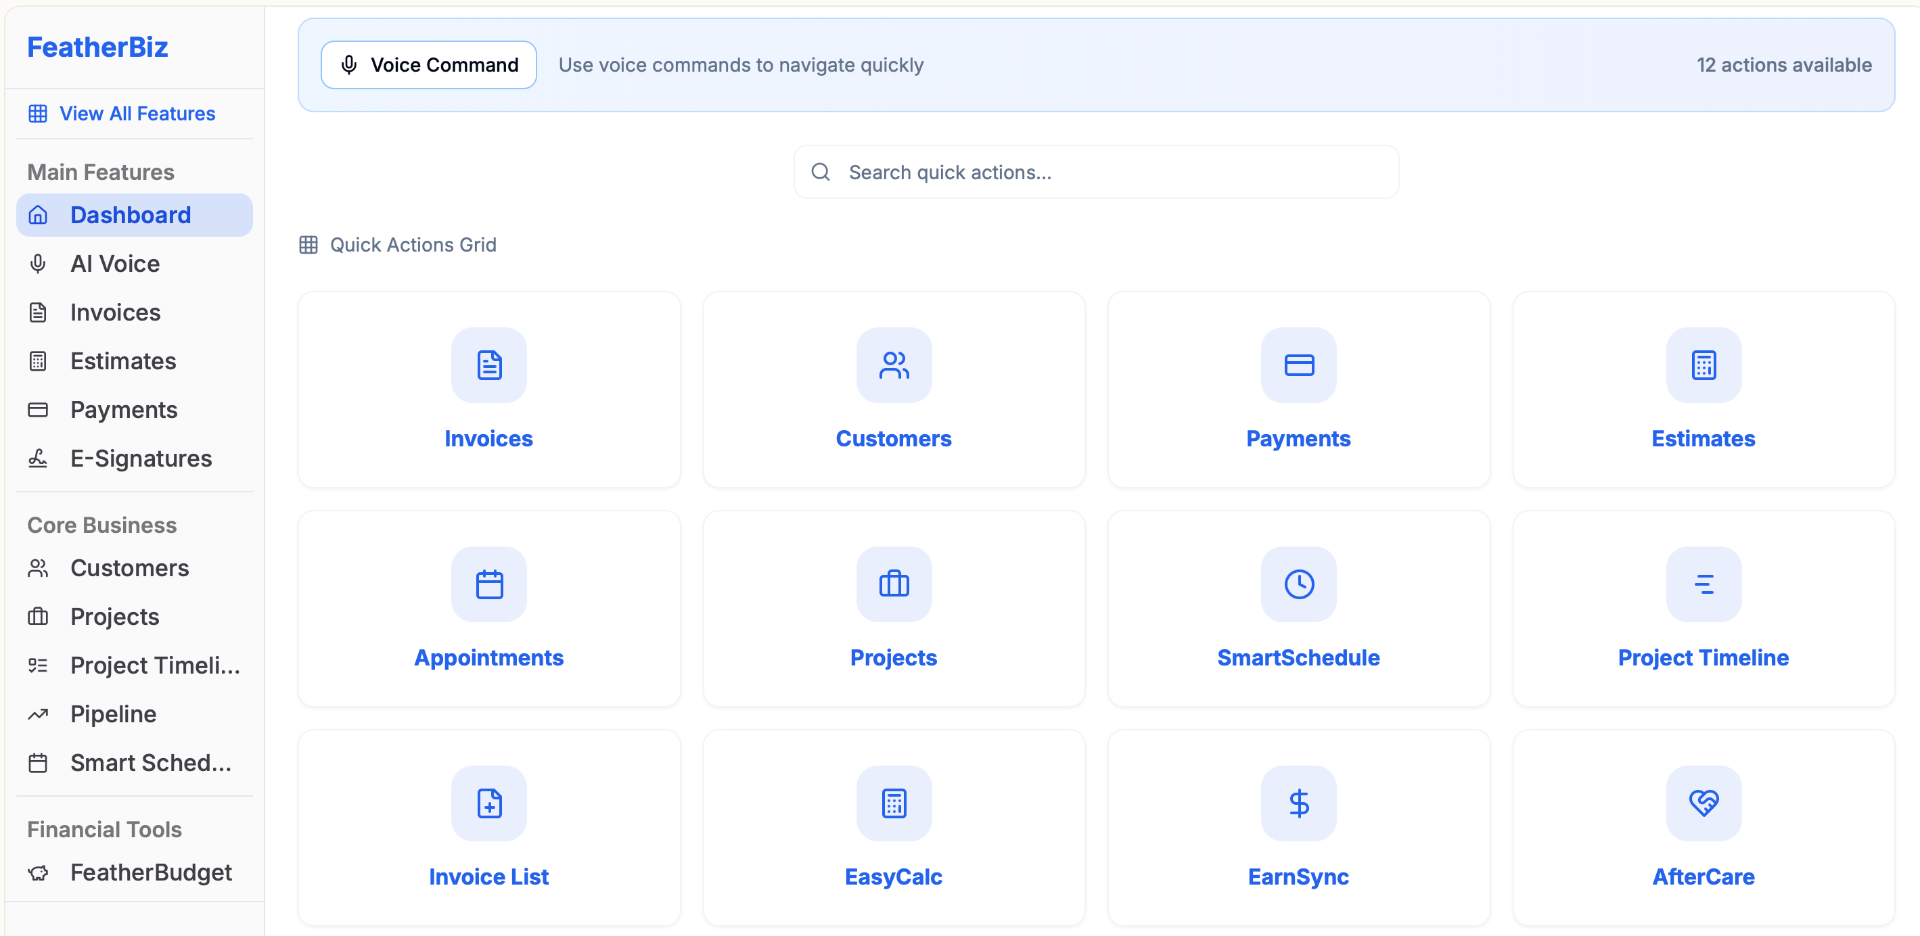 FeatherBiz
View All Features
Main Features
Dashboard
AI Voice
Invoices
Estimates
Payments
E-Signatures
Core Business
Customers
Projects
Project Timeli...
Pipeline
Smart Sched...
Financial Tools
FeatherBudget
Voice Command
Use voice commands to navigate quickly
12 actions available
Search quick actions...
Quick Actions Grid
Invoices
Customers
Payments
Estimates
Appointments
Projects
SmartSchedule
Project Timeline
Invoice List
EasyCalc
EarnSync
AfterCare